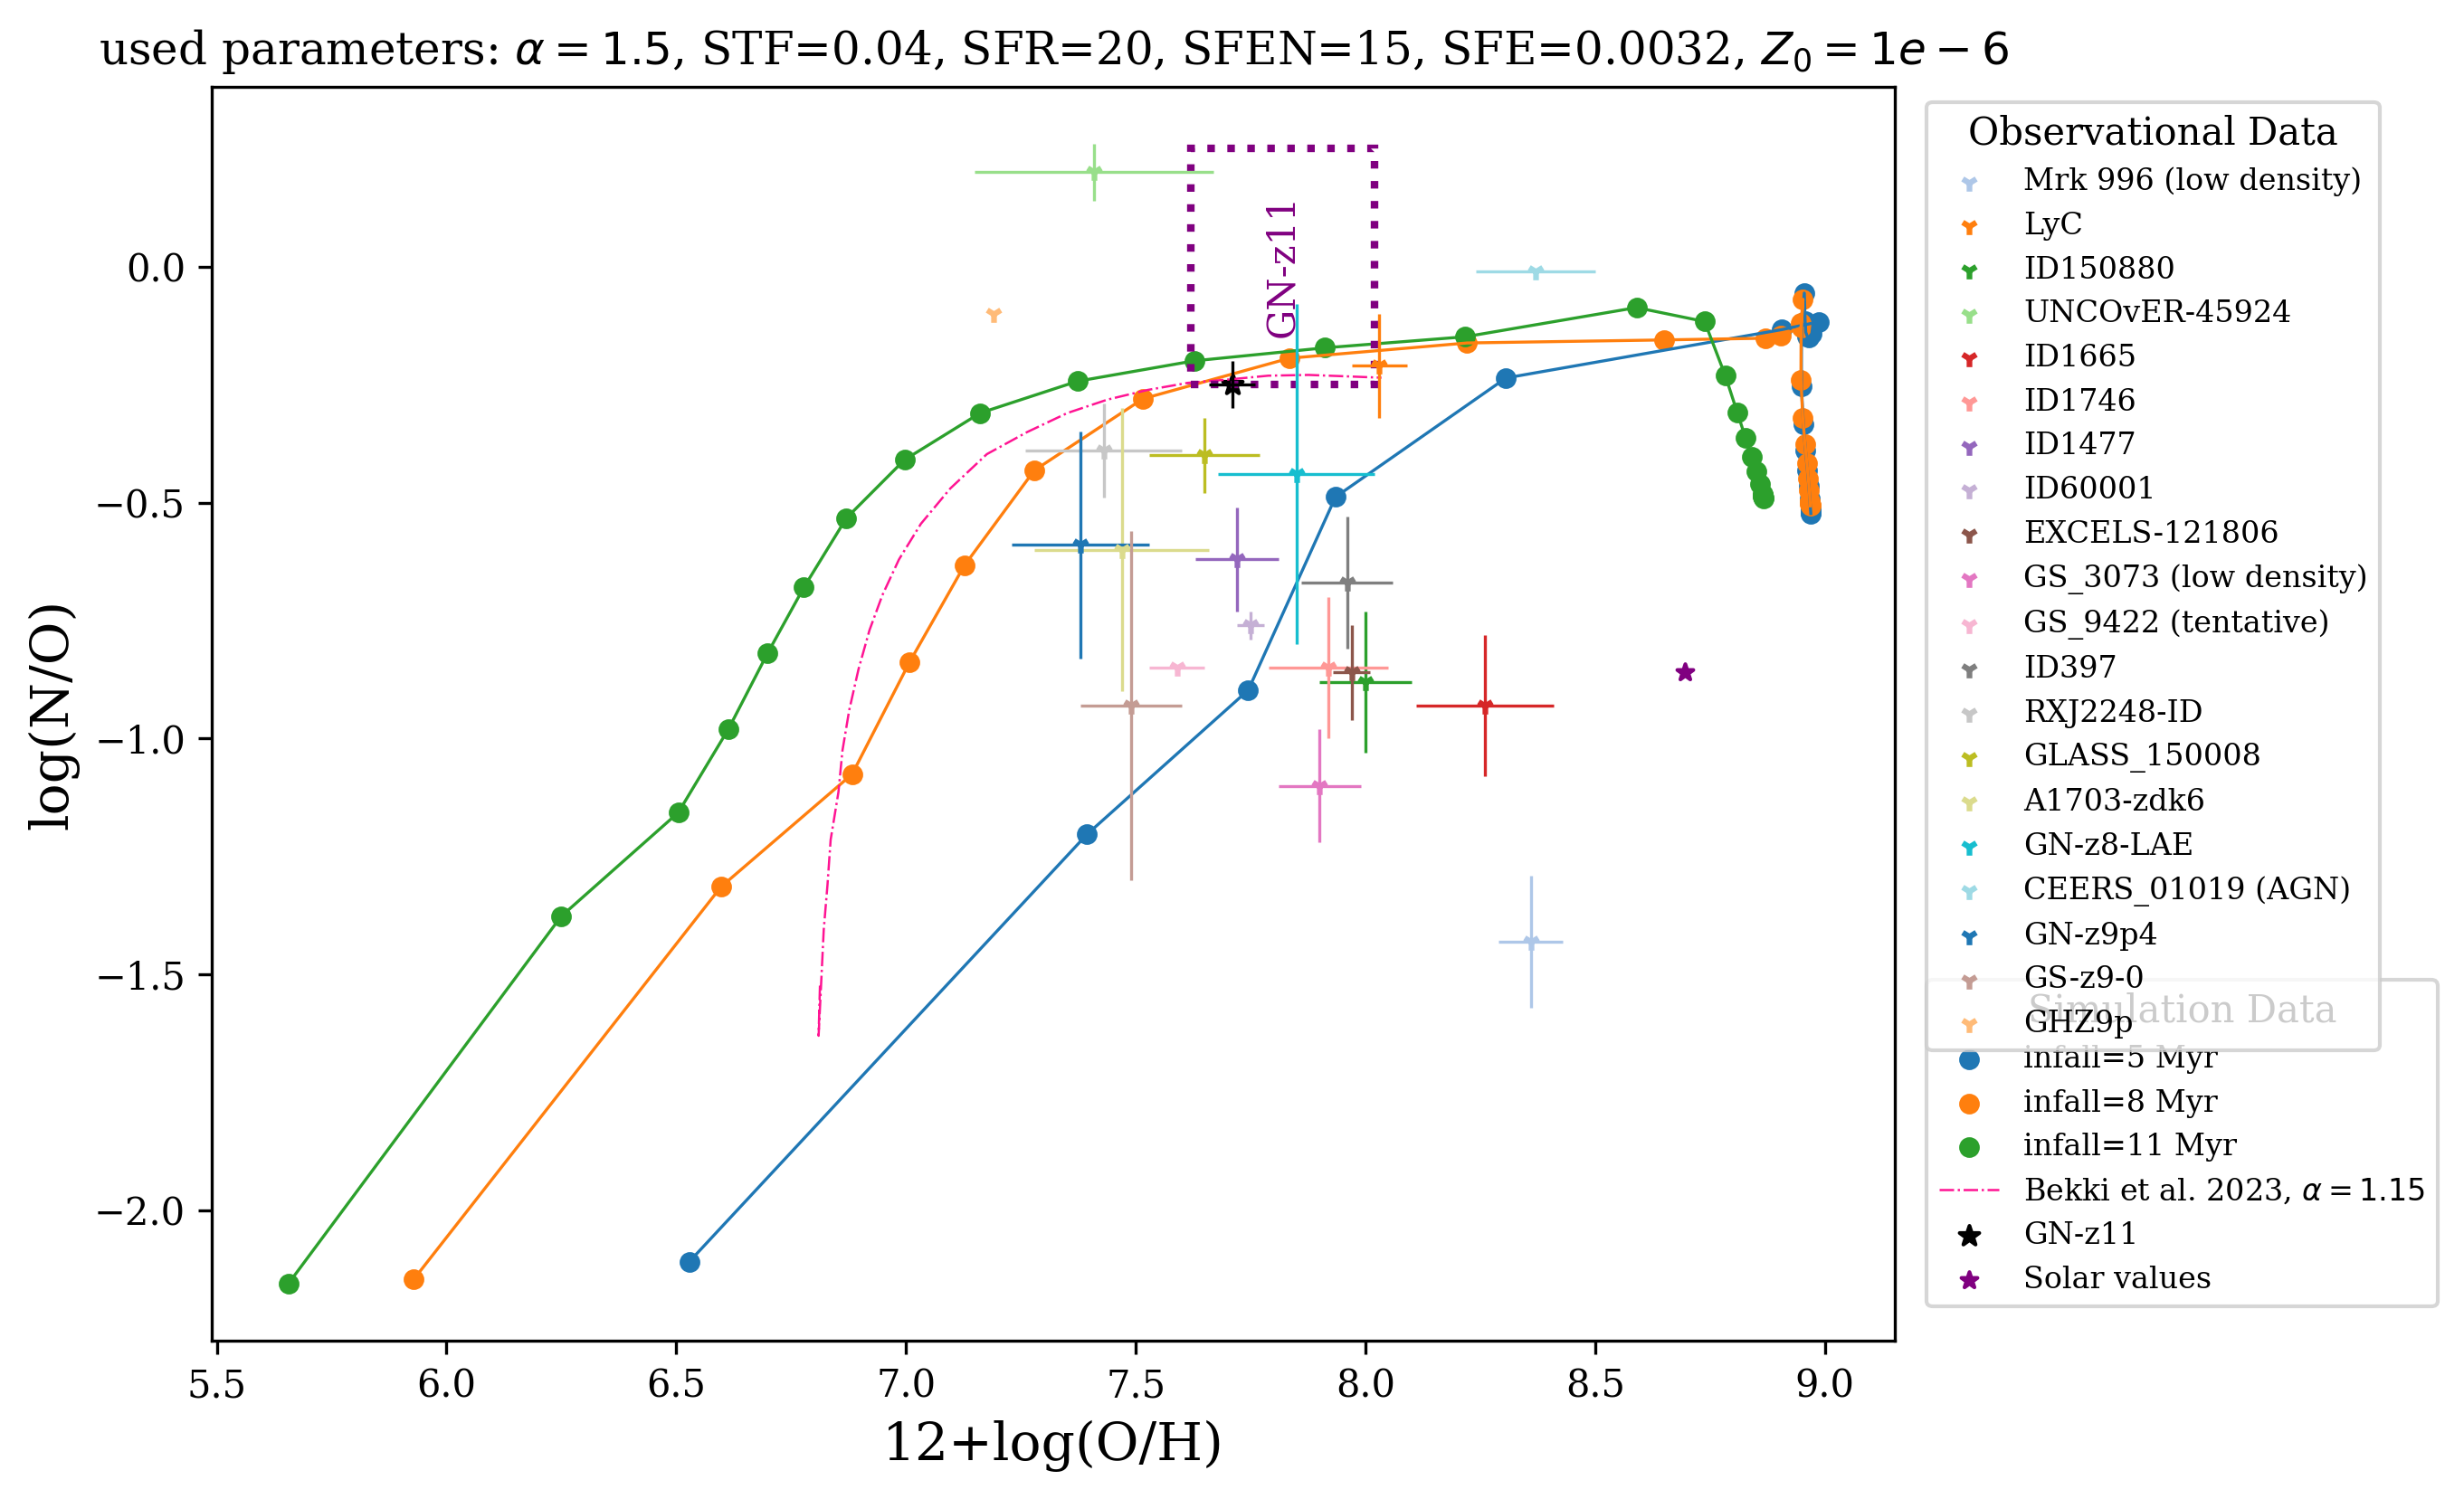 used parameters: α = 1.5, STF=0.04, SFR=20, SFEN=15, SFE=0.0032, Z₀ = 1e − 6
log(N/O)
0.0
−0.5
−1.0
−1.5
−2.0
GN-z11
5.5 6.0 6.5 7.0 7.5 8.0 8.5 9.0
12+log(O/H)
Observational Data
Mrk 996 (low density)
LyC
ID150880
UNCOvER-45924
ID1665
ID1746
ID1477
ID60001
EXCELS-121806
GS_3073 (low density)
GS_9422 (tentative)
ID397
RXJ2248-ID
GLASS_150008
A1703-zdk6
GN-z8-LAE
CEERS_01019 (AGN)
GN-z9p4
GS-z9-0
GHZ9p
Simulation Data
infall=5 Myr
infall=8 Myr
infall=11 Myr
Bekki et al. 2023, α = 1.15
GN-z11
Solar values